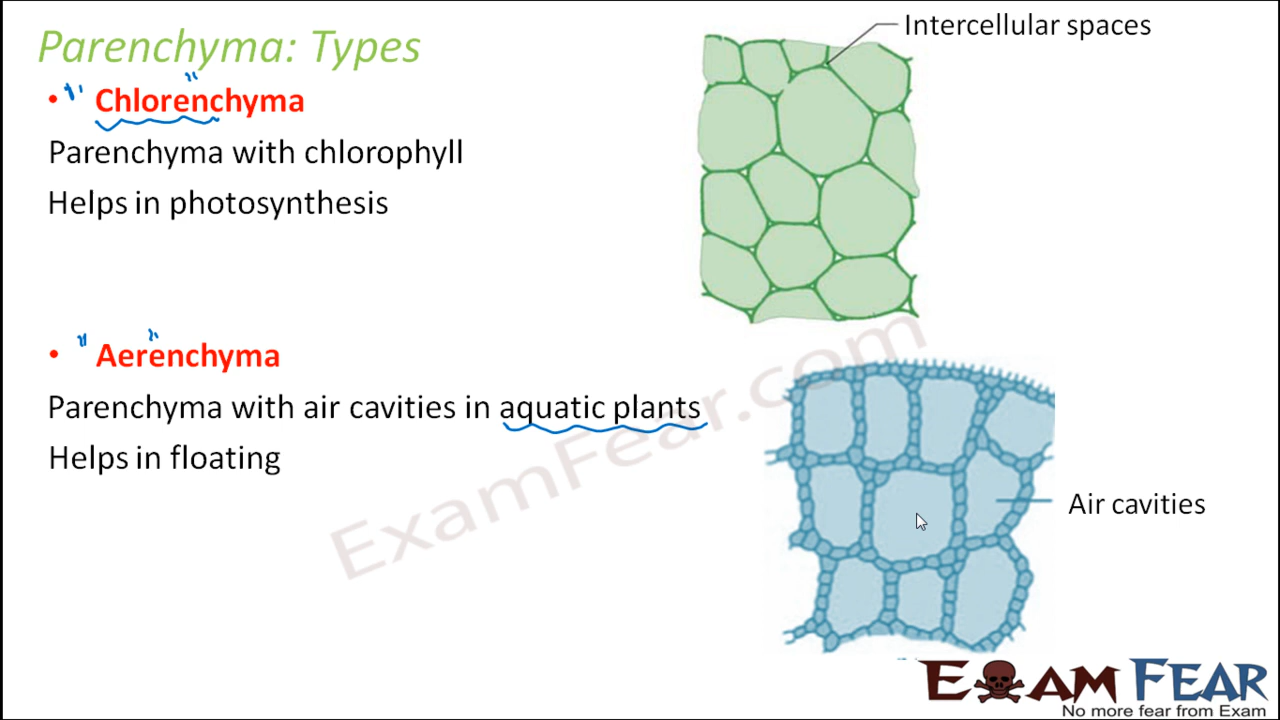 Parenchyma: Types
• Chlorenchyma
Parenchyma with chlorophyll
Helps in photosynthesis
Intercellular spaces
• Aerenchyma
Parenchyma with air cavities in aquatic plants
Helps in floating
Air cavities
ExamFear.com
EXAM FEAR
No more fear from Exam